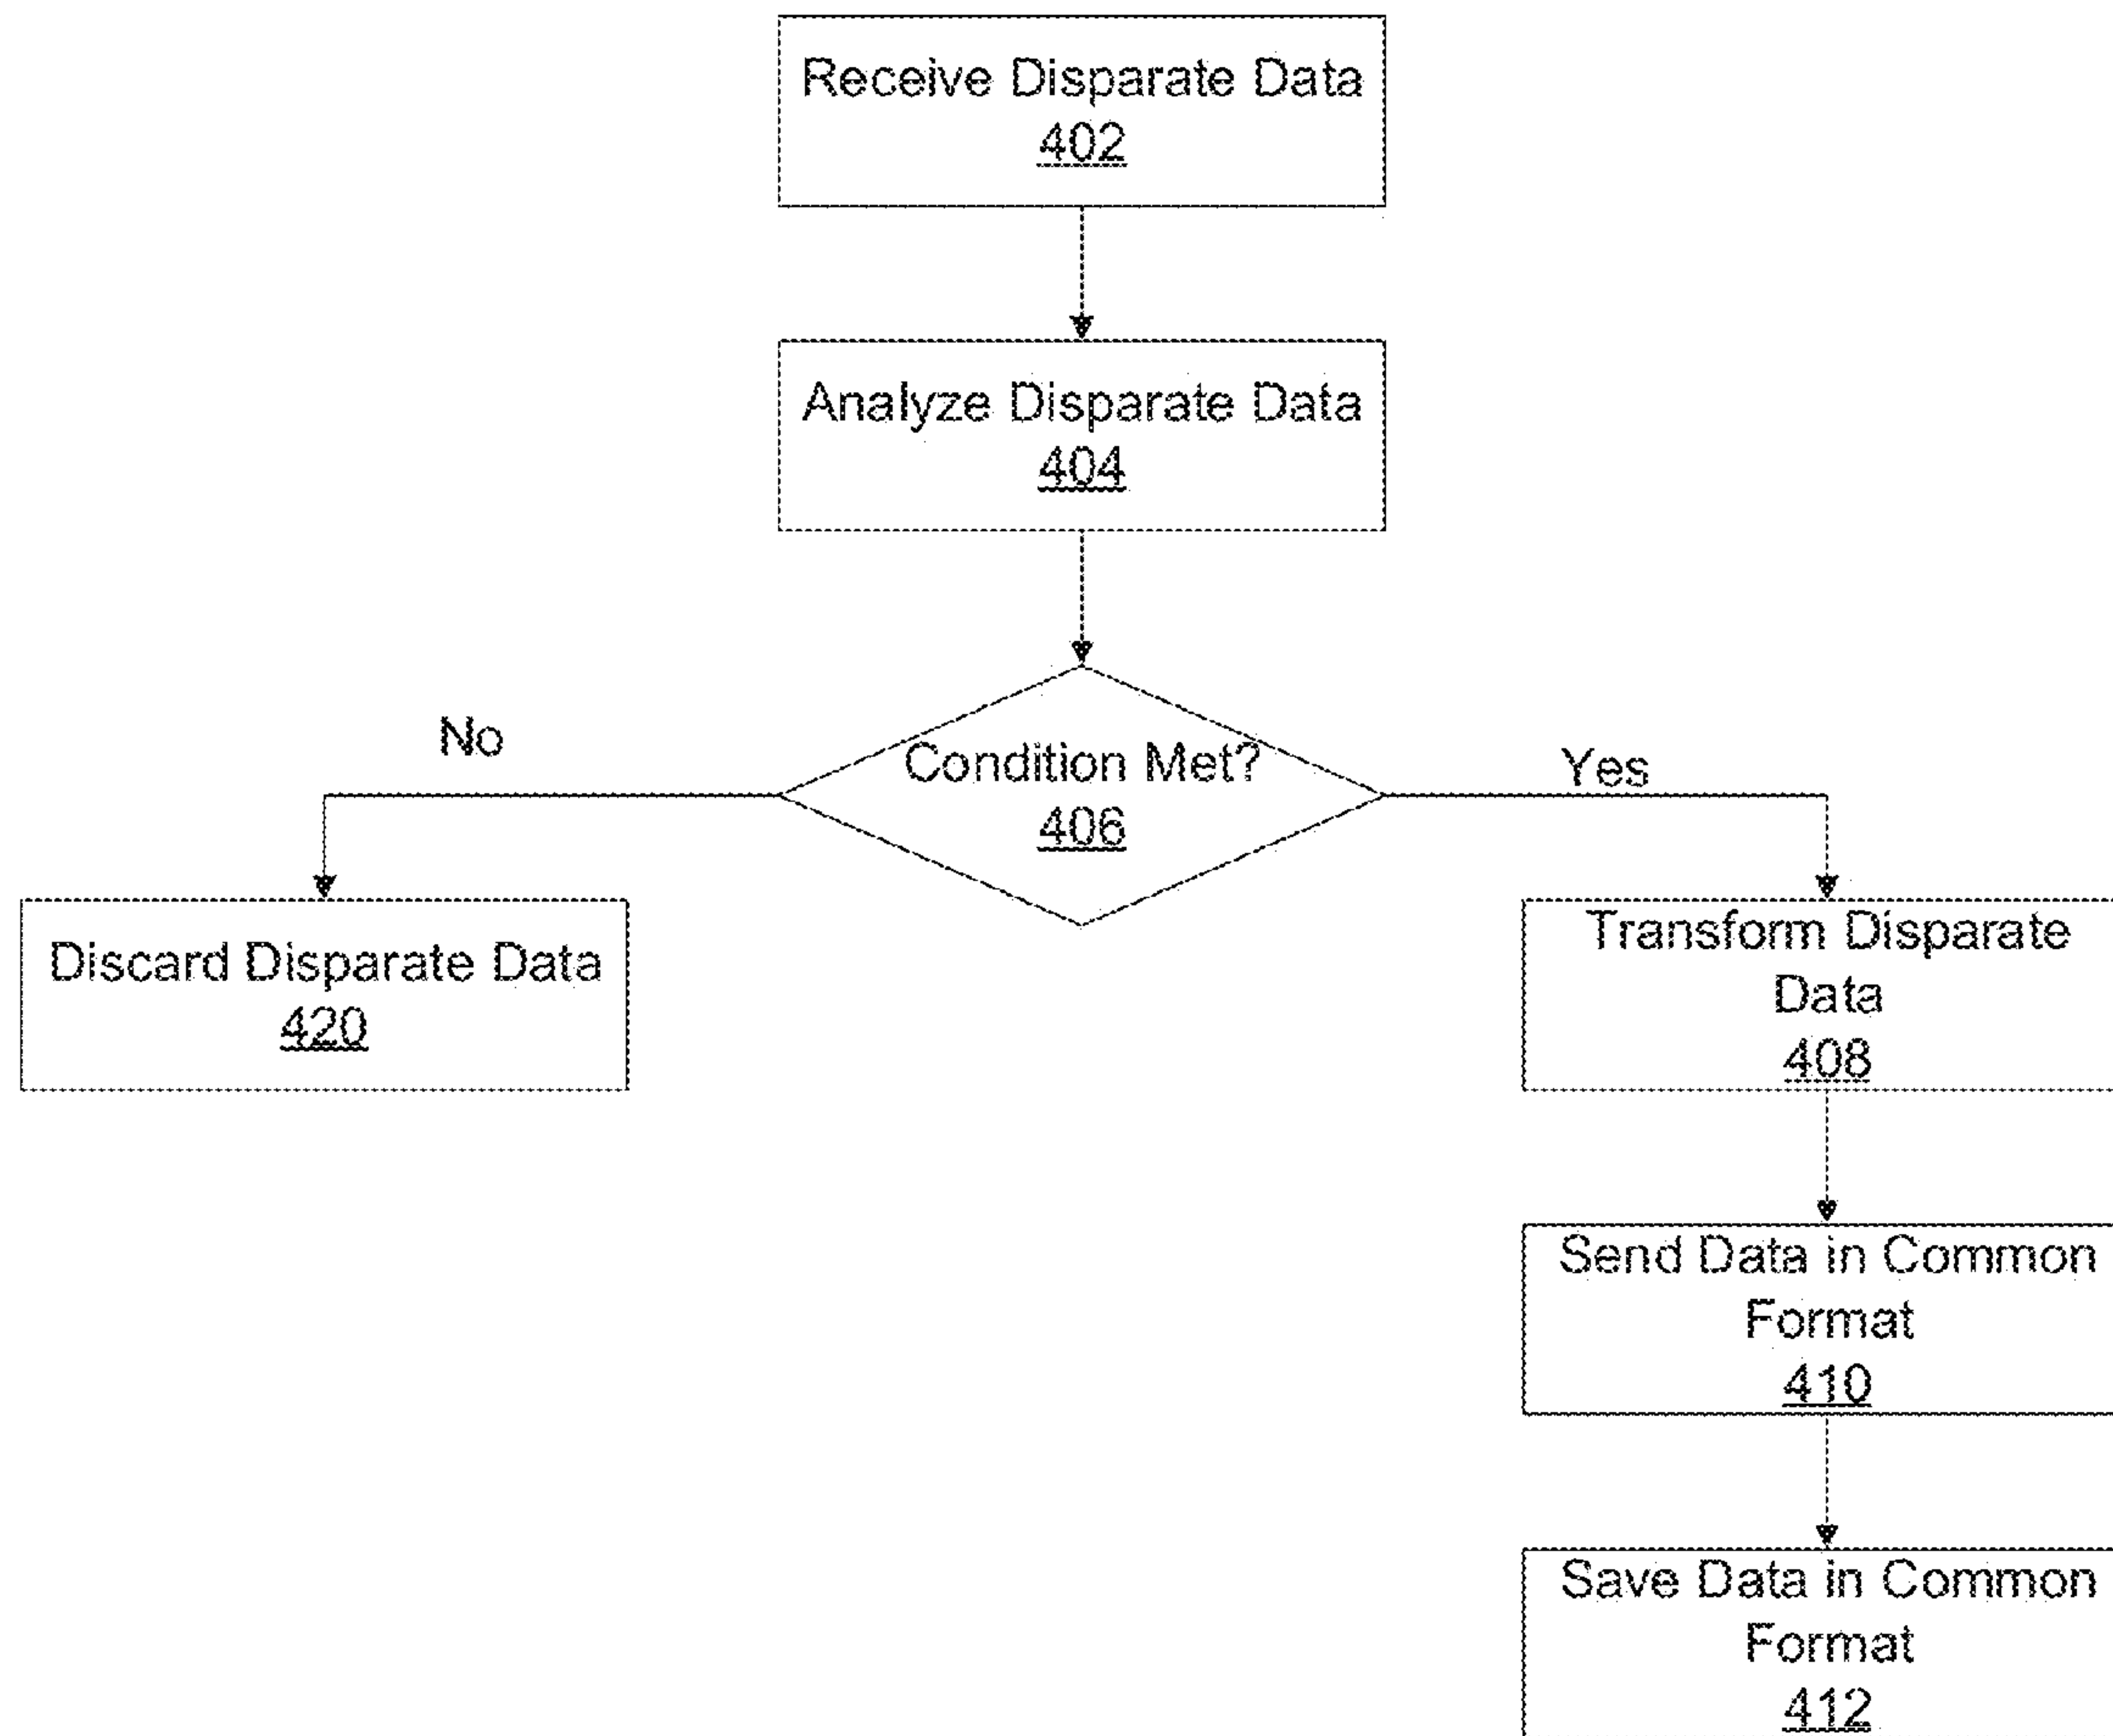 Receive Disparate Data
402
Analyze Disparate Data
404
Condition Met?
406
No
Yes
Discard Disparate Data
420
Transform Disparate
Data
408
Send Data in Common
Format
410
Save Data in Common
Format
412